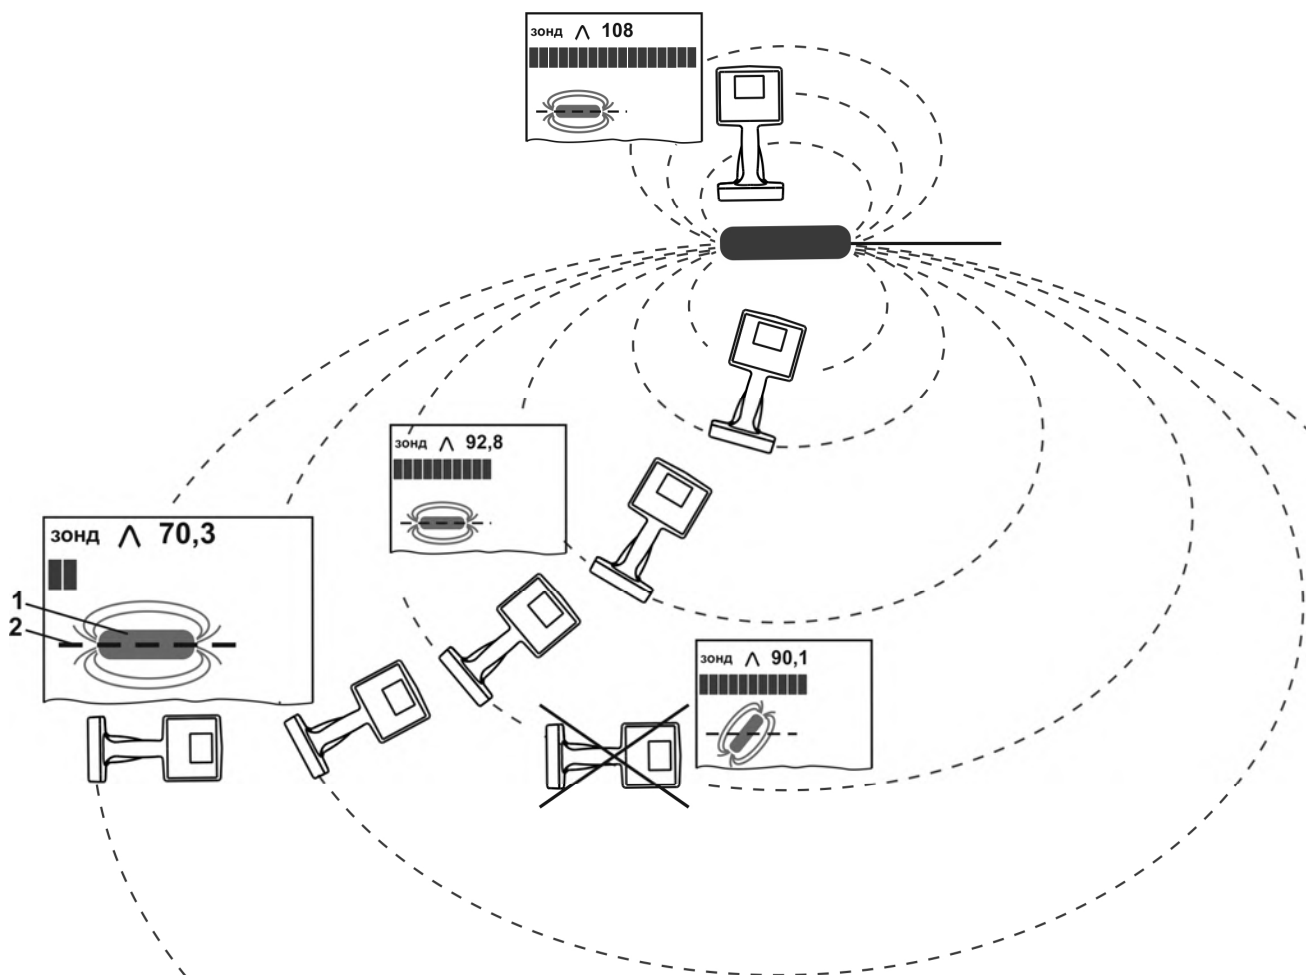 зонд ⋀ 108
зонд ⋀ 92,8
зонд ⋀ 70,3
1
2
зонд ⋀ 90,1